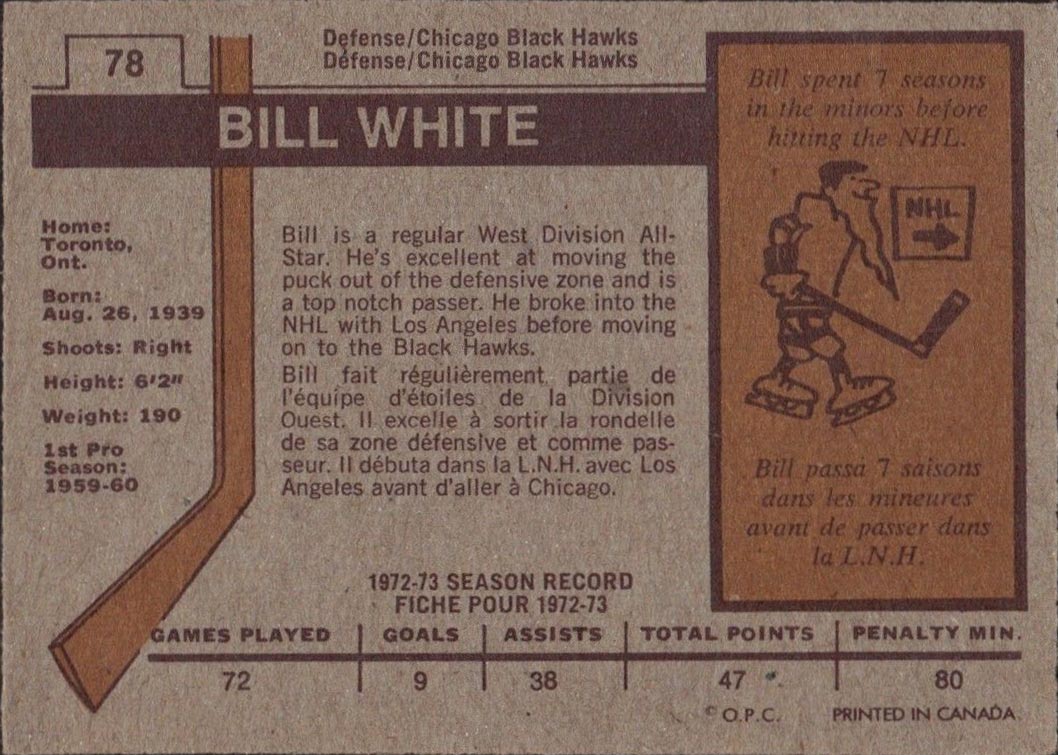 78
Defense/Chicago Black Hawks
Défense/Chicago Black Hawks
BILL WHITE
Home:
Toronto,
Ont.
Born:
Aug. 26, 1939
Shoots: Right
Height: 6'2"
Weight: 190
1st Pro
Season:
1959-60
Bill is a regular West Division All-
Star. He's excellent at moving the
puck out of the defensive zone and is
a top notch passer. He broke into the
NHL with Los Angeles before moving
on to the Black Hawks.
Bill fait régulièrement partie de
l'équipe d'étoiles de la Division
Ouest. Il excelle à sortir la rondelle
de sa zone défensive et comme pas-
seur. Il débuta dans la L.N.H. avec Los
Angeles avant d'aller à Chicago.
Bill spent 7 seasons
in the minors before
hitting the NHL.
NHL
Bill passa 7 saisons
dans les mineures
avant de passer dans
la L.N.H.
1972-73 SEASON RECORD
FICHE POUR 1972-73
GAMES PLAYED GOALS ASSISTS TOTAL POINTS PENALTY MIN.
72 9 38 47 80
© O.P.C. PRINTED IN CANADA